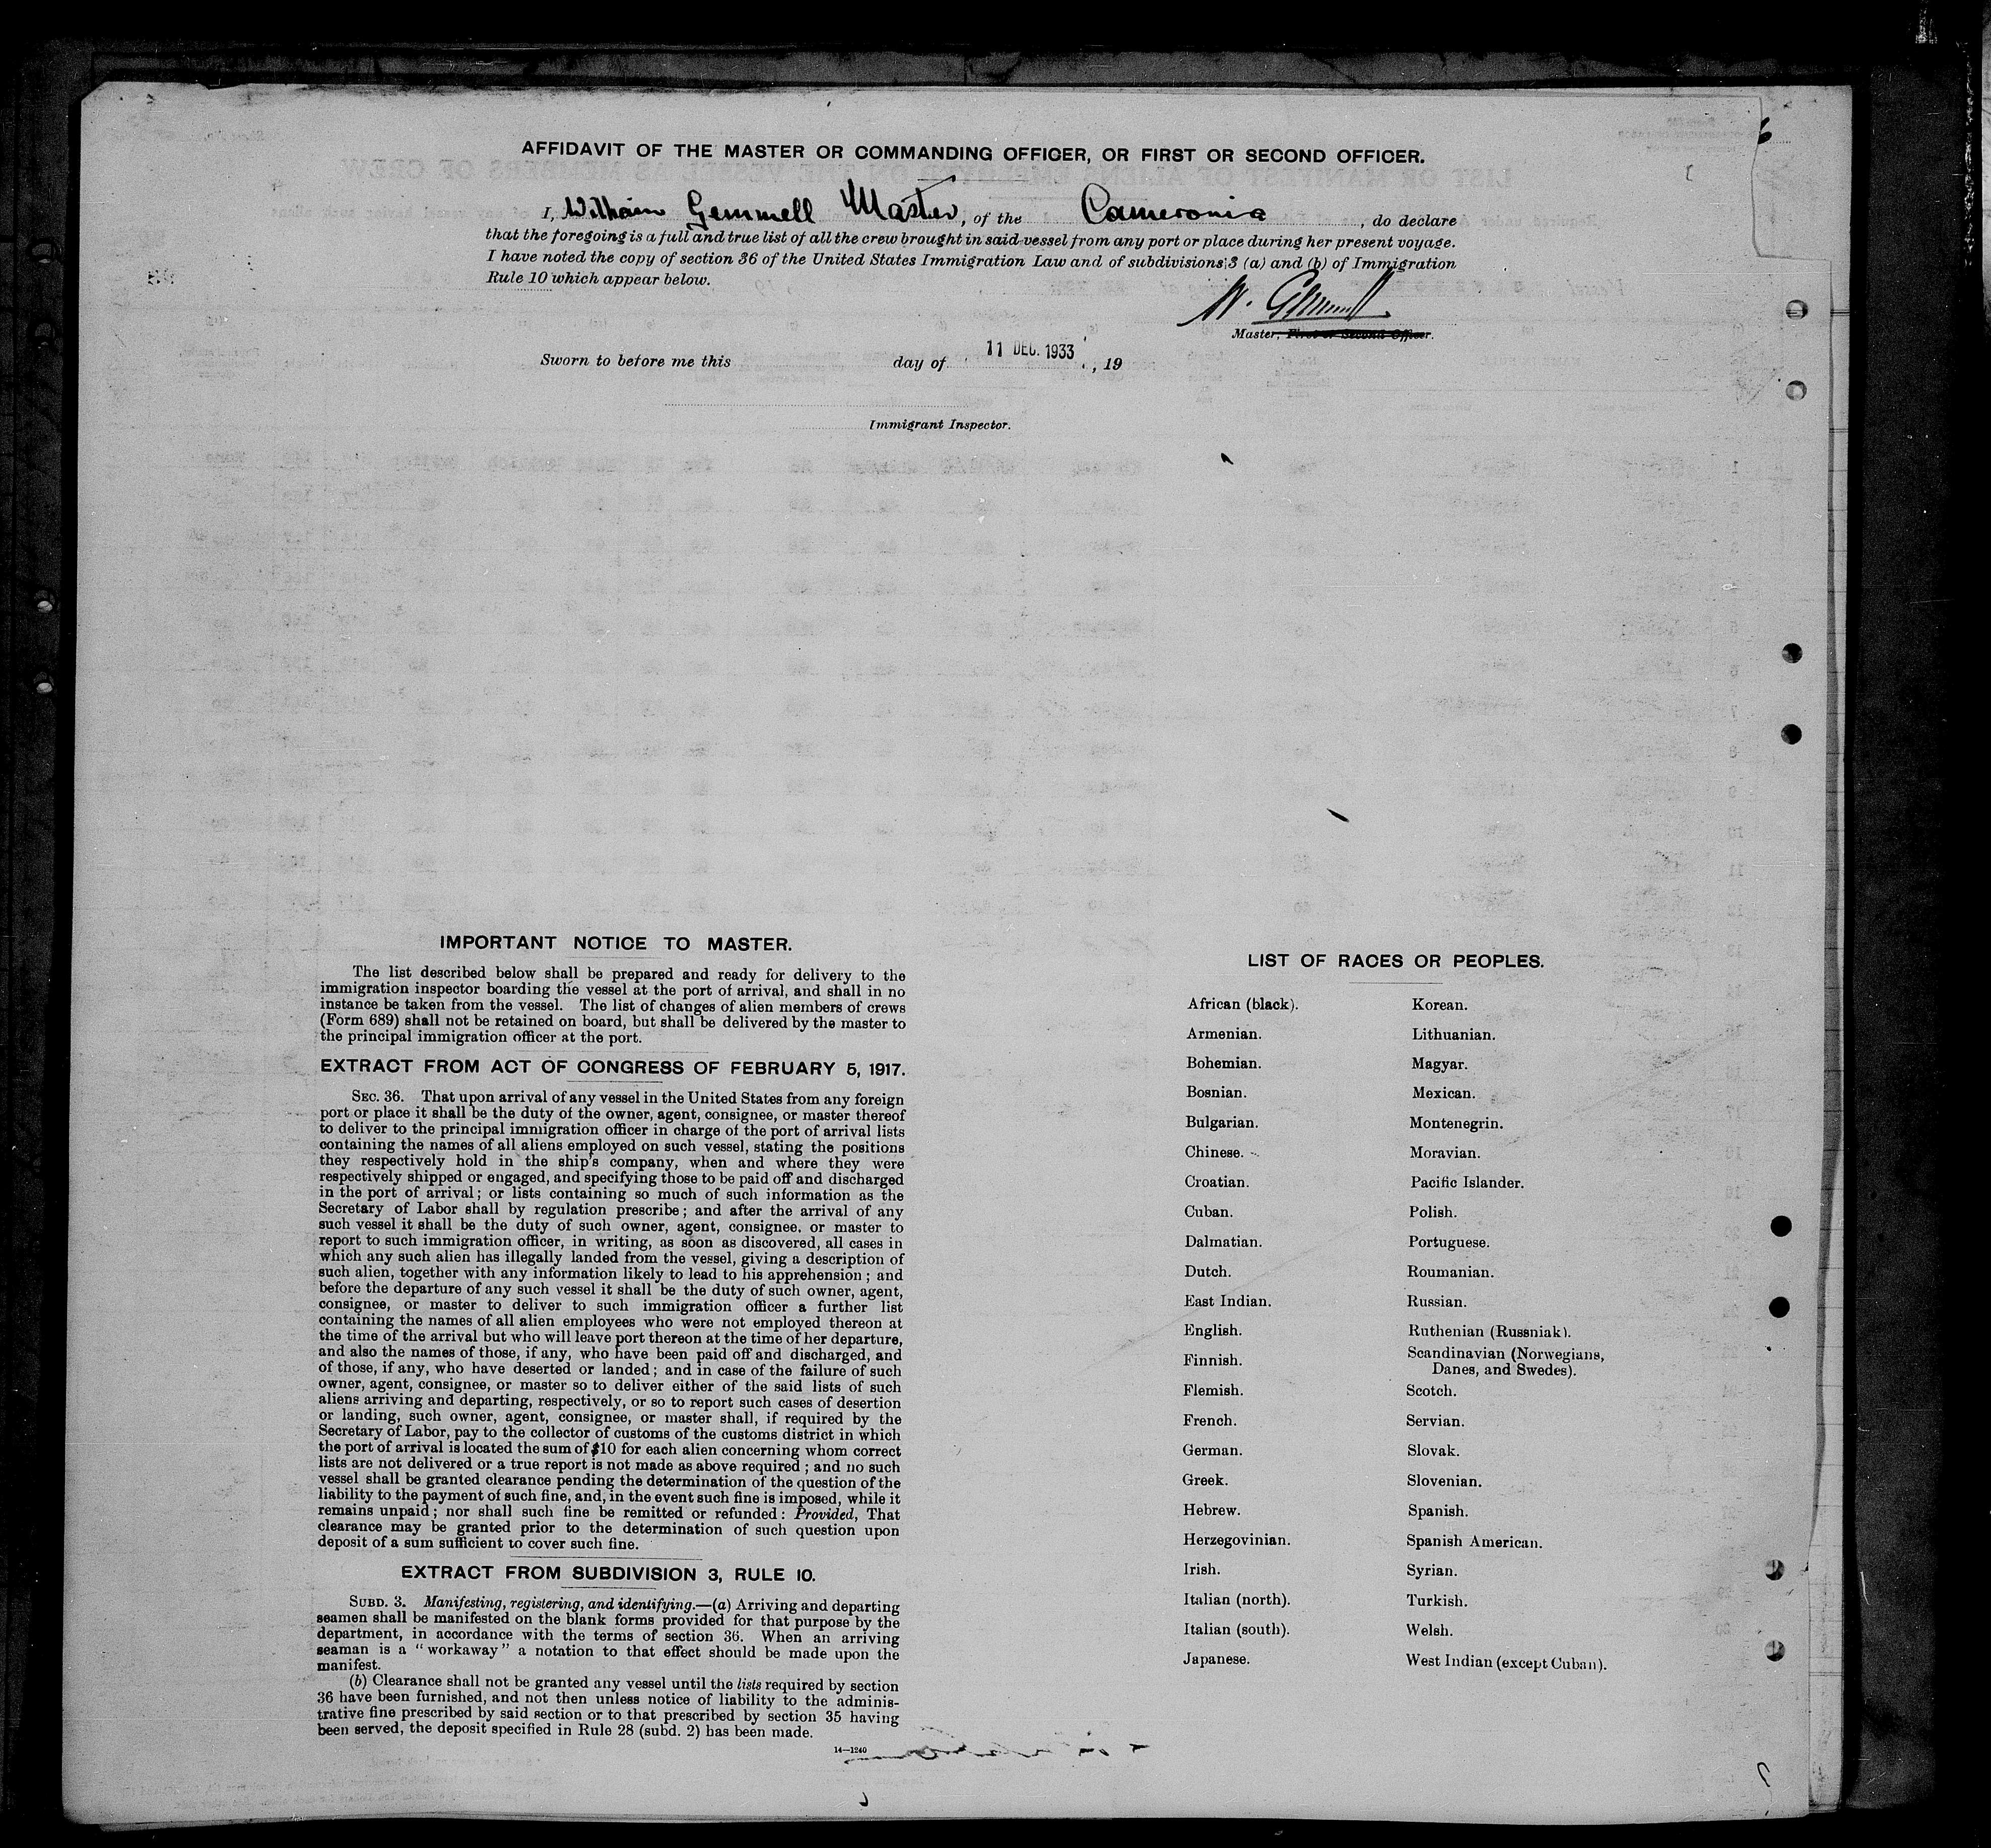 AFFIDAVIT OF THE MASTER OR COMMANDING OFFICER, OR FIRST OR SECOND OFFICER.
I, William Gemmell Master, of the Cameronia, do declare
that the foregoing is a full and true list of all the crew brought in said vessel from any port or place during her present voyage.
I have noted the copy of section 36 of the United States Immigration Law and of subdivisions 3 (a) and (b) of Immigration
Rule 10 which appear below.
W. Gemmell
Master, First or Second Officer.
Sworn to before me this day of 11 DEC. 1933, 19
Immigrant Inspector.
IMPORTANT NOTICE TO MASTER.
The list described below shall be prepared and ready for delivery to the
immigration inspector boarding the vessel at the port of arrival, and shall in no
instance be taken from the vessel. The list of changes of alien members of crews
(Form 689) shall not be retained on board, but shall be delivered by the master to
the principal immigration officer at the port.
EXTRACT FROM ACT OF CONGRESS OF FEBRUARY 5, 1917.
SEC. 36. That upon arrival of any vessel in the United States from any foreign
port or place it shall be the duty of the owner, agent, consignee, or master thereof
to deliver to the principal immigration officer in charge of the port of arrival lists
containing the names of all aliens employed on such vessel, stating the positions
they respectively hold in the ship's company, when and where they were
respectively shipped or engaged, and specifying those to be paid off and discharged
in the port of arrival; or lists containing so much of such information as the
Secretary of Labor shall by regulation prescribe; and after the arrival of any
such vessel it shall be the duty of such owner, agent, consignee, or master to
report to such immigration officer, in writing, as soon as discovered, all cases in
which any such alien has illegally landed from the vessel, giving a description of
such alien, together with any information likely to lead to his apprehension; and
before the departure of any such vessel it shall be the duty of such owner, agent,
consignee, or master to deliver to such immigration officer a further list
containing the names of all alien employees who were not employed thereon at
the time of the arrival but who will leave port thereon at the time of her departure,
and also the names of those, if any, who have been paid off and discharged, and
of those, if any, who have deserted or landed; and in case of the failure of such
owner, agent, consignee, or master so to deliver either of the said lists of such
aliens arriving and departing, respectively, or so to report such cases of desertion
or landing, such owner, agent, consignee, or master shall, if required by the
Secretary of Labor, pay to the collector of customs of the customs district in which
the port of arrival is located the sum of $10 for each alien concerning whom correct
lists are not delivered or a true report is not made as above required; and no such
vessel shall be granted clearance pending the determination of the question of the
liability to the payment of such fine, and, in the event such fine is imposed, while it
remains unpaid; nor shall such fine be remitted or refunded: Provided, That
clearance may be granted prior to the determination of such question upon
deposit of a sum sufficient to cover such fine.
EXTRACT FROM SUBDIVISION 3, RULE 10.
SUBD. 3. Manifesting, registering, and identifying.—(a) Arriving and departing
seamen shall be manifested on the blank forms provided for that purpose by the
department, in accordance with the terms of section 36. When an arriving
seaman is a "workaway" a notation to that effect should be made upon the
manifest.
(b) Clearance shall not be granted any vessel until the lists required by section
36 have been furnished, and not then unless notice of liability to the adminis-
trative fine prescribed by said section or to that prescribed by section 35 having
been served, the deposit specified in Rule 28 (subd. 2) has been made.
14—1240
LIST OF RACES OR PEOPLES.
African (black).
Armenian.
Bohemian.
Bosnian.
Bulgarian.
Chinese.
Croatian.
Cuban.
Dalmatian.
Dutch.
East Indian.
English.
Finnish.
Flemish.
French.
German.
Greek.
Hebrew.
Herzegovinian.
Irish.
Italian (north).
Italian (south).
Japanese.
Korean.
Lithuanian.
Magyar.
Mexican.
Montenegrin.
Moravian.
Pacific Islander.
Polish.
Portuguese.
Roumanian.
Russian.
Ruthenian (Russniak).
Scandinavian (Norwegians,
Danes, and Swedes).
Scotch.
Servian.
Slovak.
Slovenian.
Spanish.
Spanish American.
Syrian.
Turkish.
Welsh.
West Indian (except Cuban).